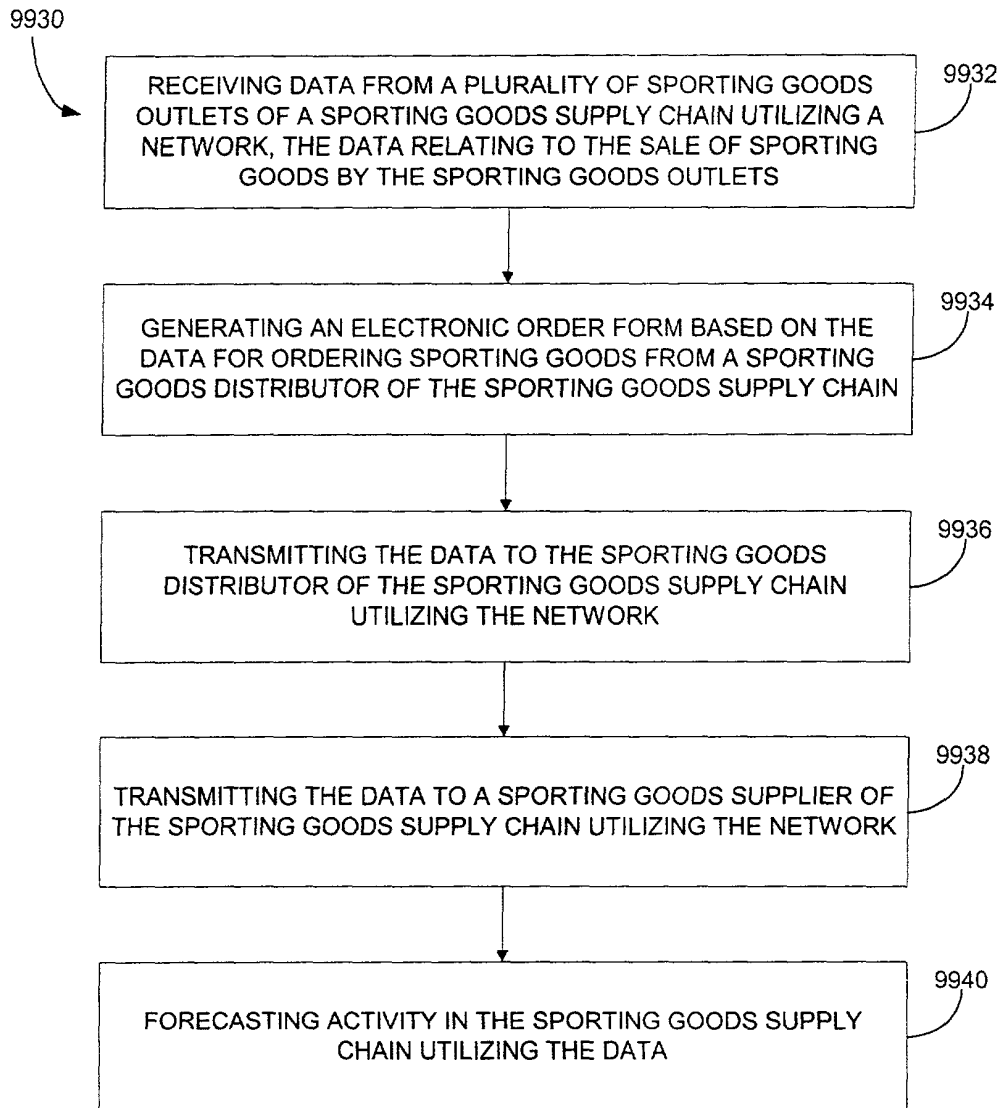 9930
RECEIVING DATA FROM A PLURALITY OF SPORTING GOODS
OUTLETS OF A SPORTING GOODS SUPPLY CHAIN UTILIZING A
NETWORK, THE DATA RELATING TO THE SALE OF SPORTING
GOODS BY THE SPORTING GOODS OUTLETS
9932
GENERATING AN ELECTRONIC ORDER FORM BASED ON THE
DATA FOR ORDERING SPORTING GOODS FROM A SPORTING
GOODS DISTRIBUTOR OF THE SPORTING GOODS SUPPLY CHAIN
9934
TRANSMITTING THE DATA TO THE SPORTING GOODS
DISTRIBUTOR OF THE SPORTING GOODS SUPPLY CHAIN
UTILIZING THE NETWORK
9936
TRANSMITTING THE DATA TO A SPORTING GOODS SUPPLIER OF
THE SPORTING GOODS SUPPLY CHAIN UTILIZING THE NETWORK
9938
FORECASTING ACTIVITY IN THE SPORTING GOODS SUPPLY
CHAIN UTILIZING THE DATA
9940